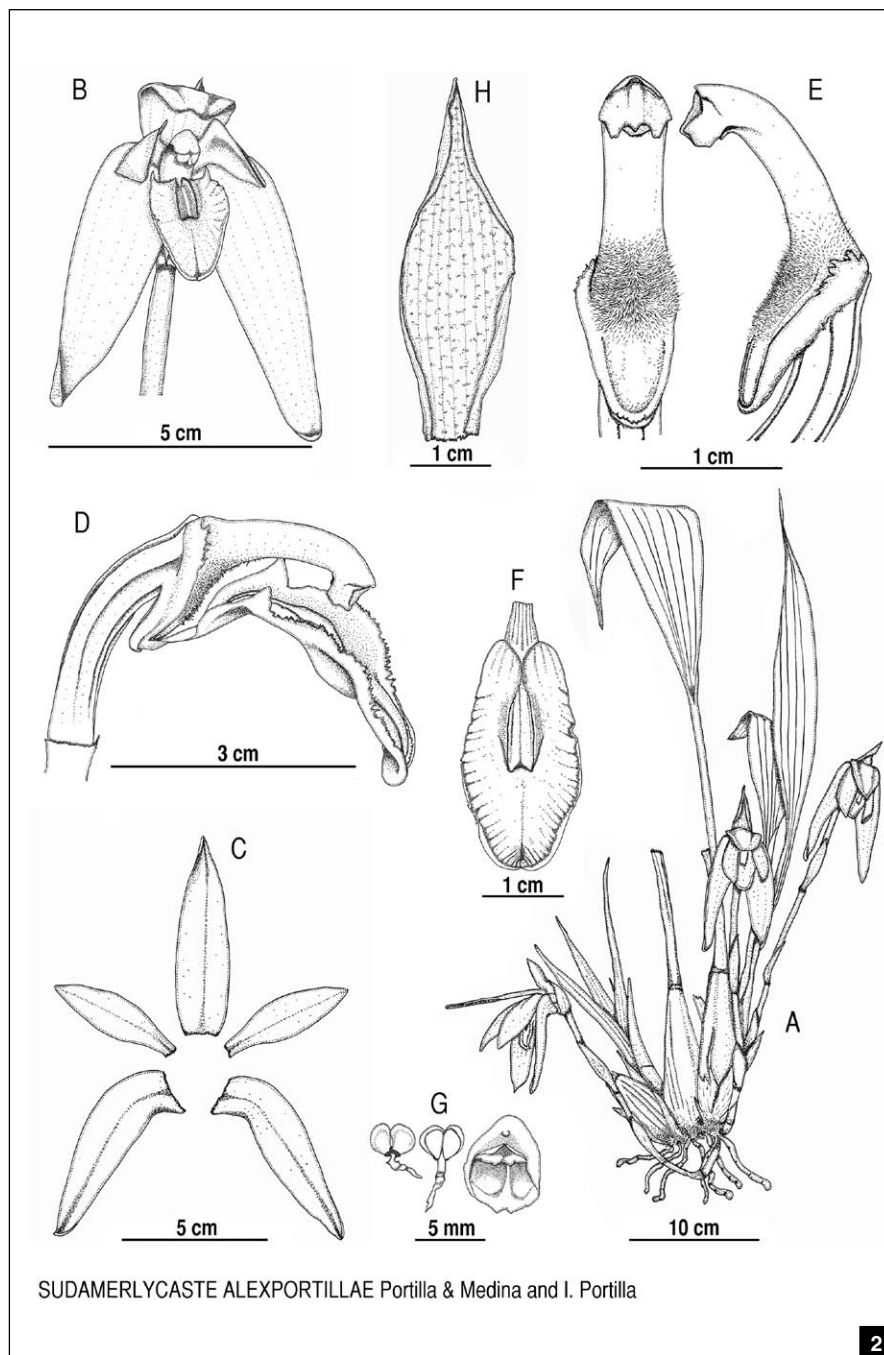 B
H
E
5 cm
1 cm
1 cm
D
F
3 cm
1 cm
C
A
G
5 cm
5 mm
10 cm
SUDAMERLYCASTE ALEXPORTILLAE Portilla & Medina and I. Portilla
2